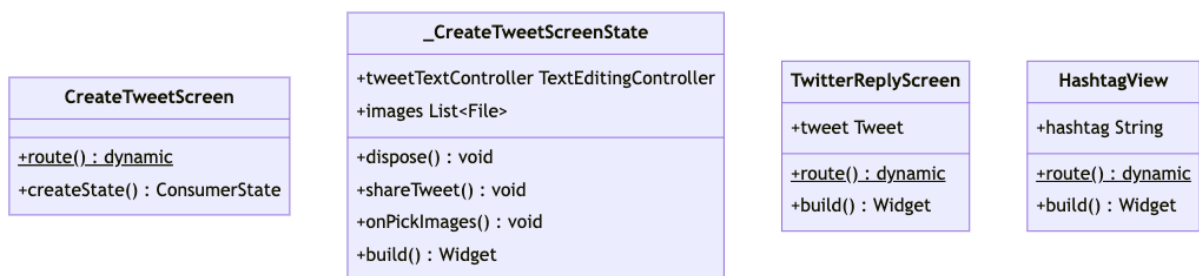 CreateTweetScreen
+route() : dynamic
+createState() : ConsumerState
_CreateTweetScreenState
+tweetTextController TextEditingController
+images List<File>
+dispose() : void
+shareTweet() : void
+onPickImages() : void
+build() : Widget
TwitterReplyScreen
+tweet Tweet
+route() : dynamic
+build() : Widget
HashtagView
+hashtag String
+route() : dynamic
+build() : Widget